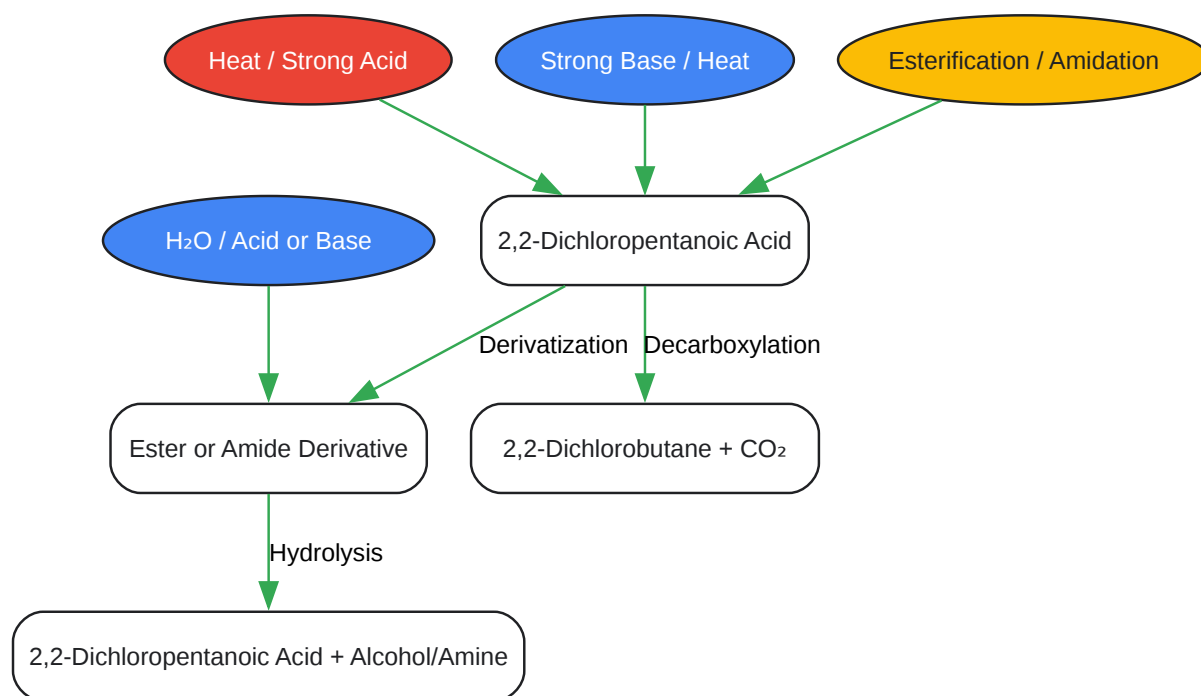 Heat / Strong Acid
Strong Base / Heat
Esterification / Amidation
H₂O / Acid or Base
2,2-Dichloropentanoic Acid
Derivatization
Decarboxylation
Ester or Amide Derivative
2,2-Dichlorobutane + CO₂
Hydrolysis
2,2-Dichloropentanoic Acid + Alcohol/Amine